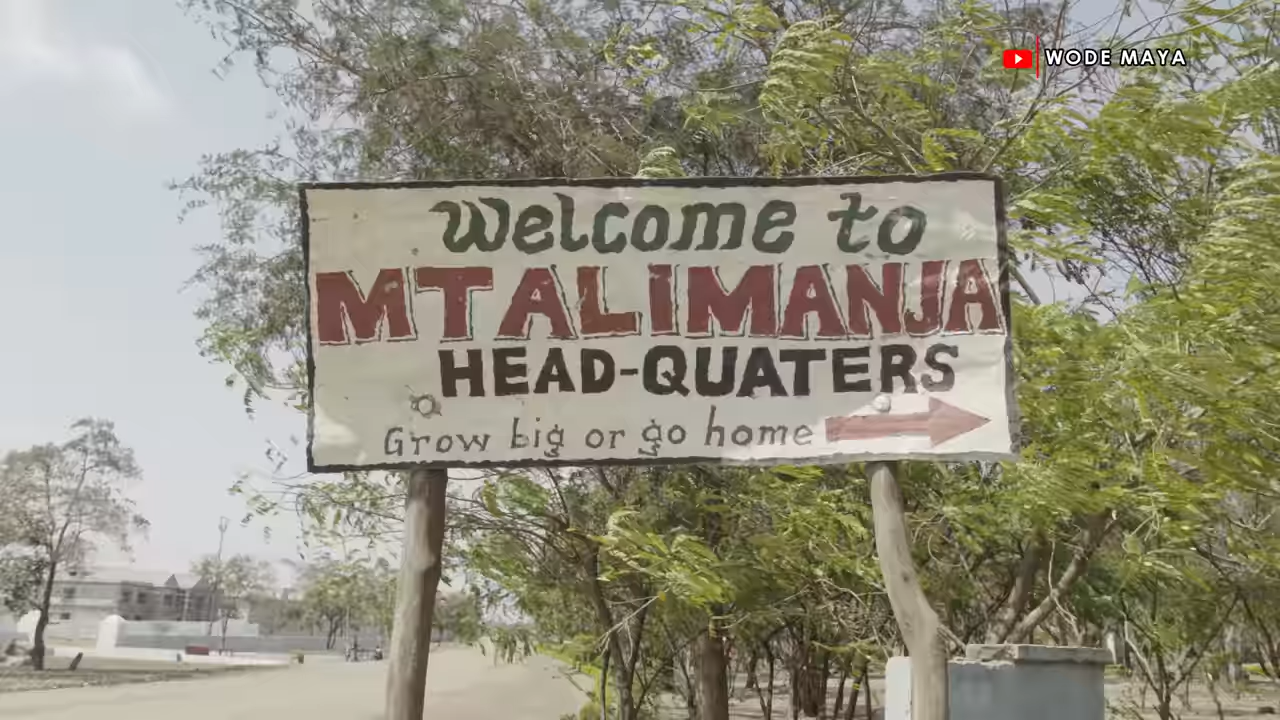 WODE MAYA
Welcome to
MTALIMANJA
HEAD-QUATERS
Grow big or go home